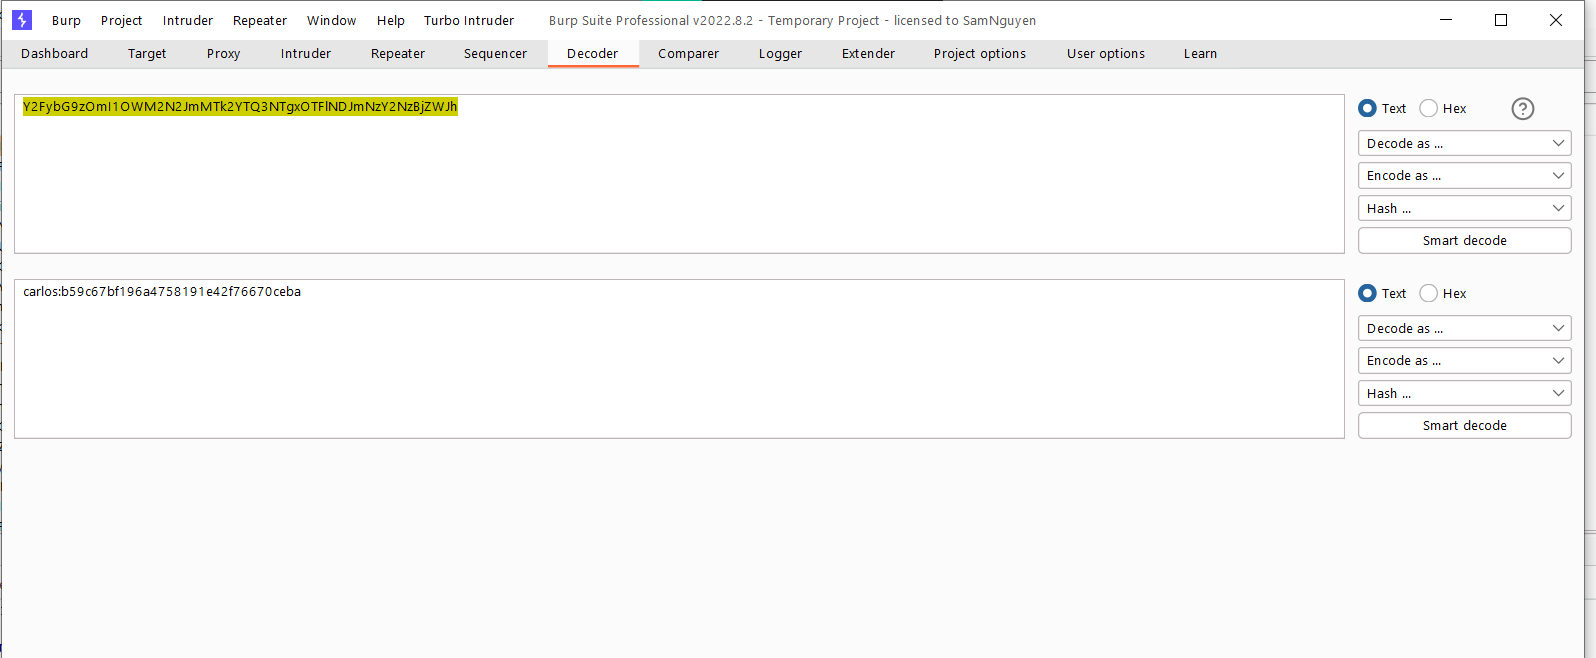 Burp Project Intruder Repeater Window Help Turbo Intruder Burp Suite Professional v2022.8.2 - Temporary Project - licensed to SamNguyen
Dashboard Target Proxy Intruder Repeater Sequencer Decoder Comparer Logger Extender Project options User options Learn
Y2FybG9zOmI1OWM2N2JmMTk2YTQ3NTgxOTFlNDJmNzY2NzBjZWJh
Text Hex ?
Decode as ...
Encode as ...
Hash ...
Smart decode
carlos:b59c67bf196a4758191e42f76670ceba
Text Hex
Decode as ...
Encode as ...
Hash ...
Smart decode